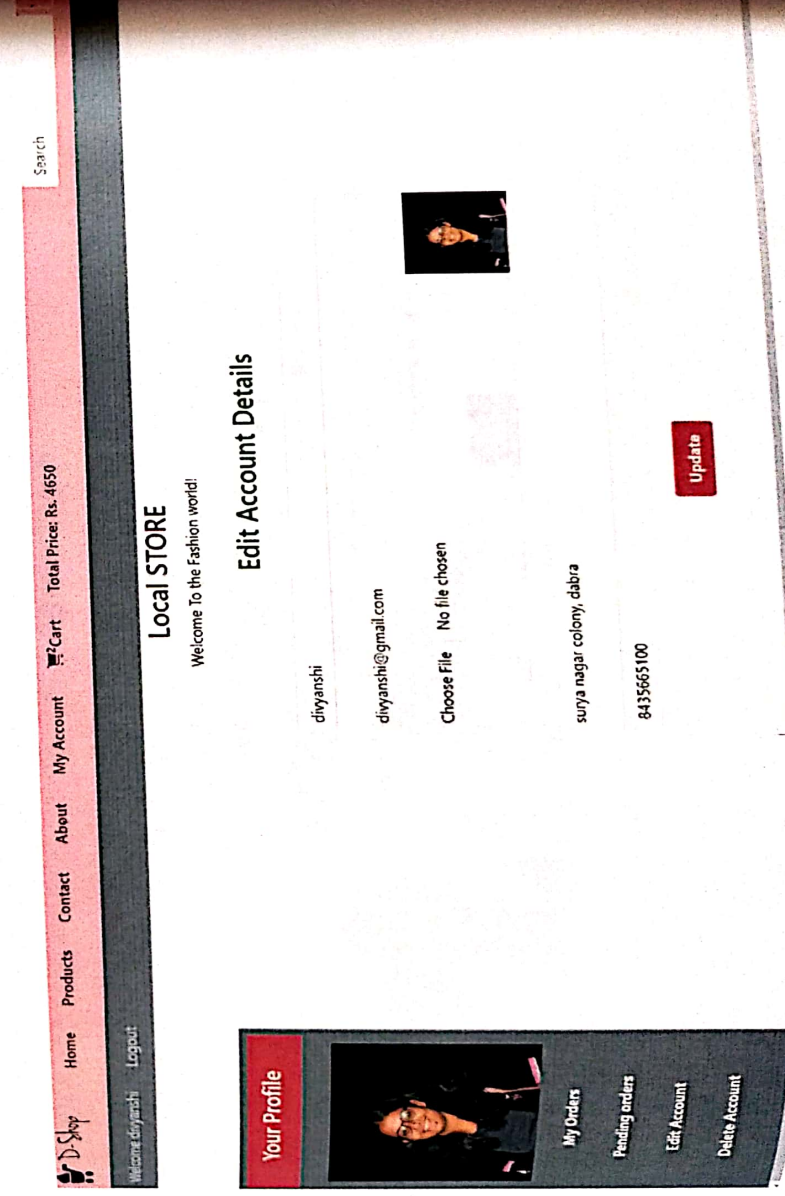 D-Shop Home Products Contact About My Account 2Cart Total Price: Rs. 4650 Search
Welcome divyanshi Logout
Local STORE
Welcome To the Fashion world!
Your Profile
My Orders
Pending orders
Edit Account
Delete Account
Edit Account Details
divyanshi
divyanshi@gmail.com
Choose File No file chosen
surya nagar colony, dabra
8435665100
Update